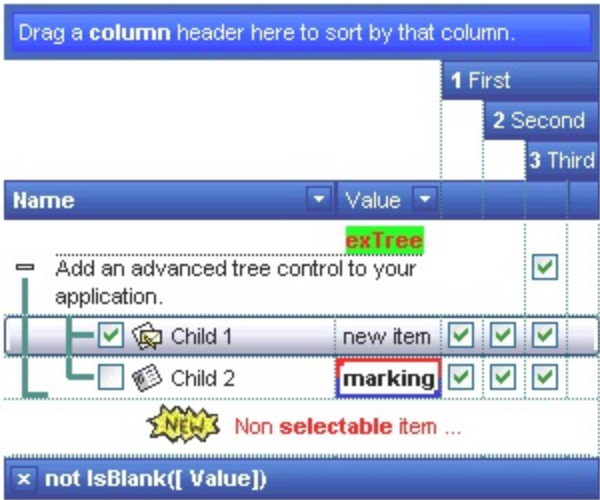 Drag a column header here to sort by that column.
1 First
2 Second
3 Third
Name Value
exTree
Add an advanced tree control to your
application.
Child 1 new item
Child 2 marking
NEW Non selectable item ...
not IsBlank([ Value])